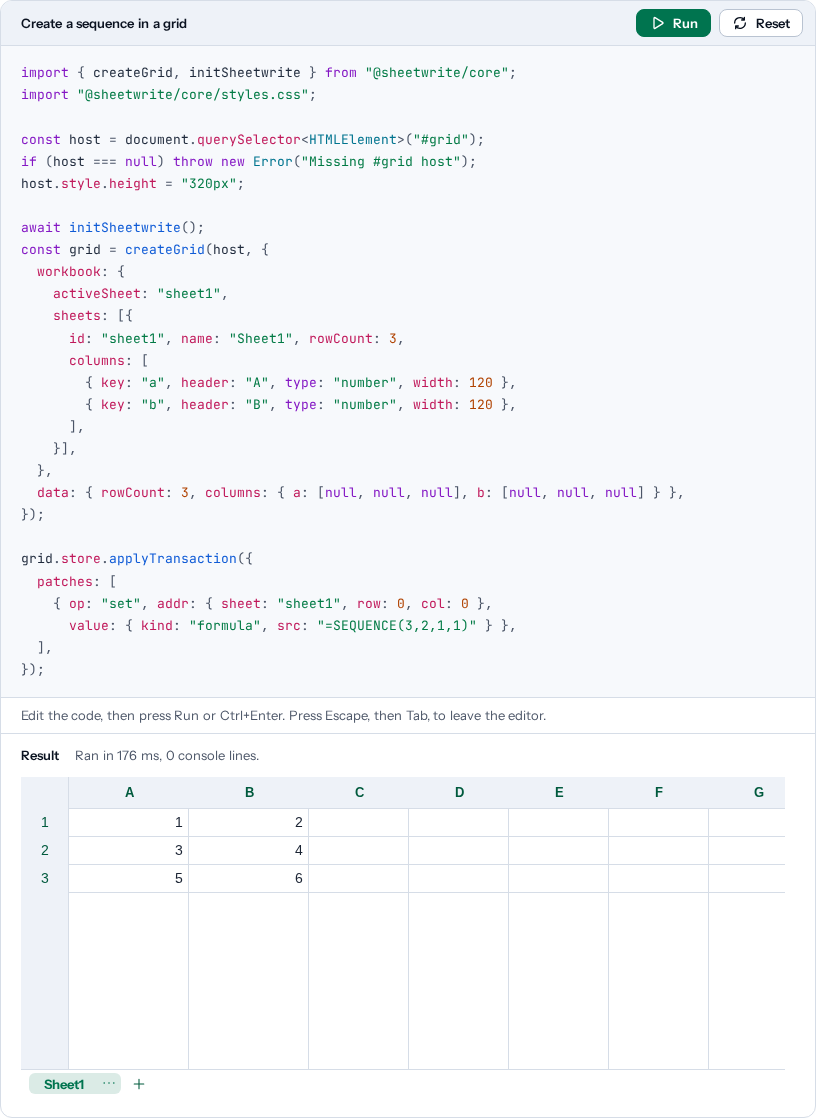 Create a sequence in a grid
Run
Reset
import { createGrid, initSheetwrite } from "@sheetwrite/core";
import "@sheetwrite/core/styles.css";
const host = document.querySelector<HTMLElement>("#grid");
if (host === null) throw new Error("Missing #grid host");
host.style.height = "320px";
await initSheetwrite();
const grid = createGrid(host, {
  workbook: {
    activeSheet: "sheet1",
    sheets: [{
      id: "sheet1", name: "Sheet1", rowCount: 3,
      columns: [
        { key: "a", header: "A", type: "number", width: 120 },
        { key: "b", header: "B", type: "number", width: 120 },
      ],
    }],
  },
  data: { rowCount: 3, columns: { a: [null, null, null], b: [null, null, null] } },
});
grid.store.applyTransaction({
  patches: [
    { op: "set", addr: { sheet: "sheet1", row: 0, col: 0 },
      value: { kind: "formula", src: "=SEQUENCE(3,2,1,1)" } },
  ],
});
Edit the code, then press Run or Ctrl+Enter. Press Escape, then Tab, to leave the editor.
Result Ran in 176 ms, 0 console lines.
A B C D E F G
1 1 2
2 3 4
3 5 6
Sheet1 ··· +